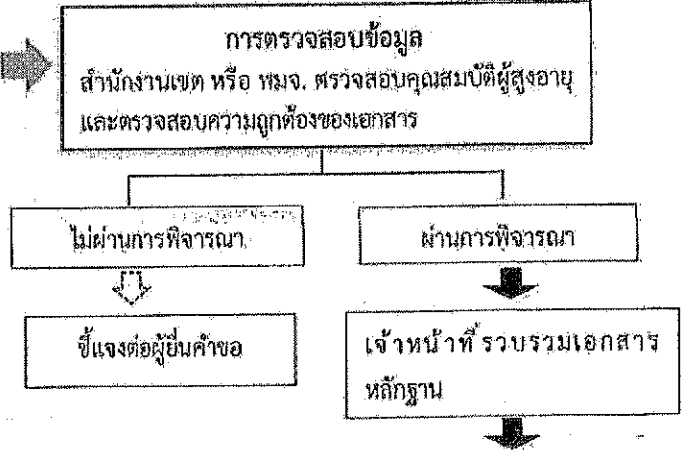 การตรวจสอบข้อมูล
สำนักงานเขต หรือ พมจ. ตรวจสอบคุณสมบัติผู้สูงอายุ
และตรวจสอบความถูกต้องของเอกสาร
ไม่ผ่านการพิจารณา
ผ่านการพิจารณา
ชี้แจงต่อผู้ยื่นคำขอ
เจ้าหน้าที่รวบรวมเอกสาร
หลักฐาน